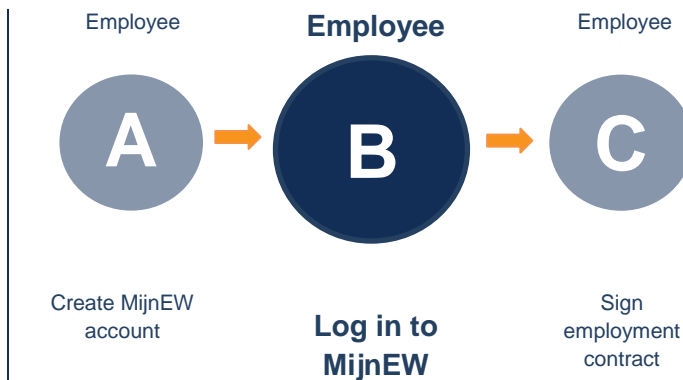 Employee
Employee
Employee
A
B
C
Create MijnEW
account
Log in to
MijnEW
Sign
employment
contract